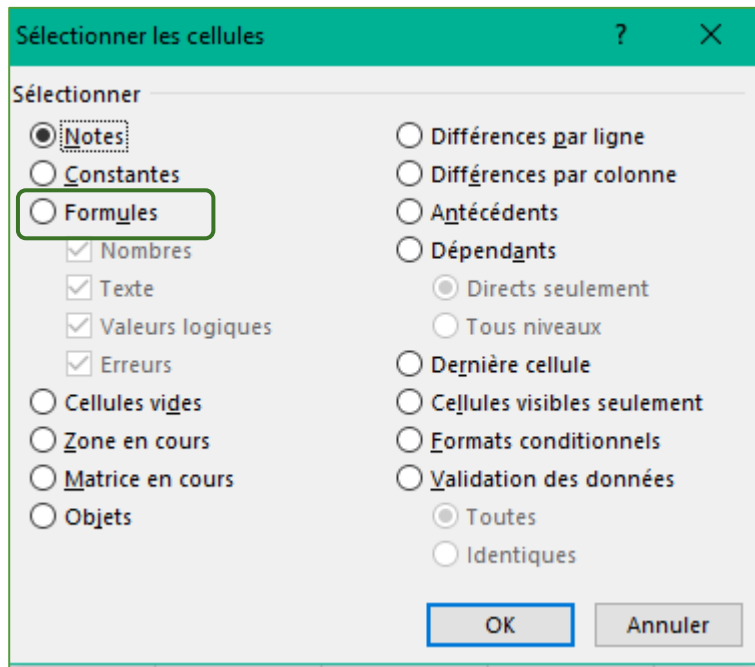 Sélectionner les cellules ?
Sélectionner
Notes
Constantes
Formules
Nombres
Texte
Valeurs logiques
Erreurs
Cellules vides
Zone en cours
Matrice en cours
Objets
Différences par ligne
Différences par colonne
Antécédents
Dépendants
Directs seulement
Tous niveaux
Dernière cellule
Cellules visibles seulement
Formats conditionnels
Validation des données
Toutes
Identiques
OK Annuler